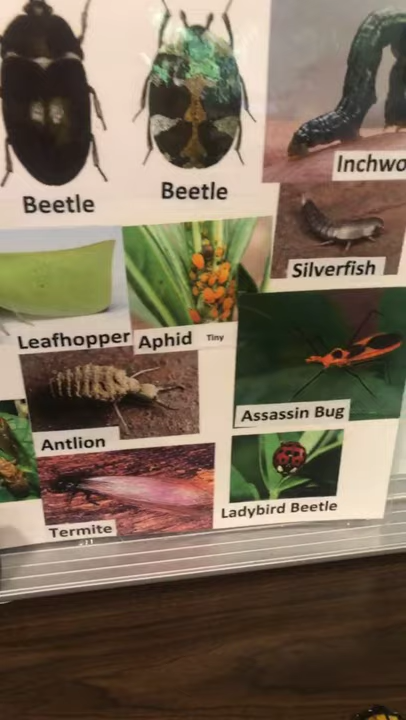 Beetle
Beetle
Inchwo
Silverfish
Leafhopper
Aphid Tiny
Assassin Bug
Antlion
Ladybird Beetle
Termite